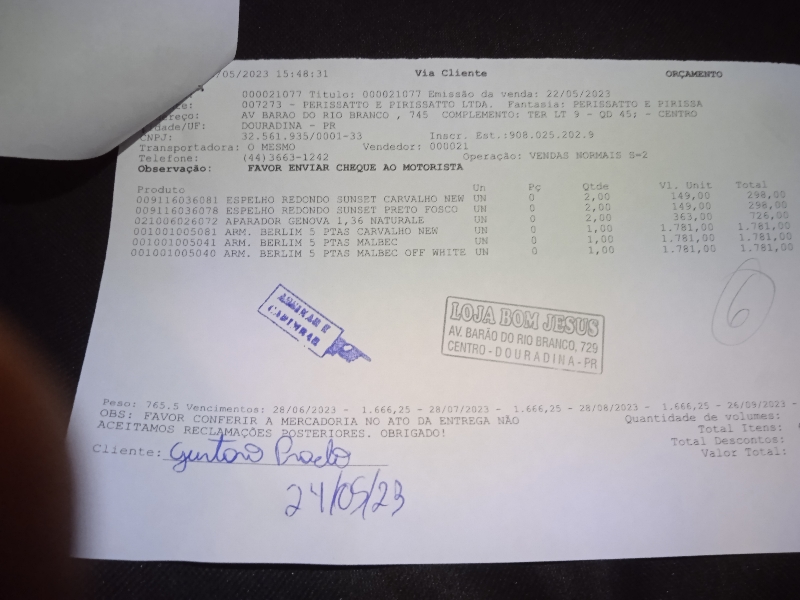 /05/2023 15:48:31 Via Cliente ORÇAMENTO
000021077 Titulo: 000021077 Emissão da venda: 22/05/2023
te: 007273 - PERISSATTO E PIRISSATTO LTDA. Fantasia: PERISSATTO E PIRISSA
ereço: AV BARAO DO RIO BRANCO , 745 COMPLEMENTO: TER LT 9 - QD 45; - CENTRO
dade/UF: DOURADINA - PR
CNPJ: 32.561.935/0001-33 Inscr. Est.:908.025.202.9
Transportadora: O MESMO Vendedor: 000021
Telefone: (44)3663-1242 Operação: VENDAS NORMAIS S=2
Observação: FAVOR ENVIAR CHEQUE AO MOTORISTA
Produto Un Pç Qtde Vl. Unit Total
009116036081 ESPELHO REDONDO SUNSET CARVALHO NEW UN 0 2,00 149,00 298,00
009116036078 ESPELHO REDONDO SUNSET PRETO FOSCO UN 0 2,00 149,00 298,00
021006026072 APARADOR GENOVA 1,36 NATURALE UN 0 2,00 363,00 726,00
001001005081 ARM. BERLIM 5 PTAS CARVALHO NEW UN 0 1,00 1.781,00 1.781,00
001001005041 ARM. BERLIM 5 PTAS MALBEC UN 0 1,00 1.781,00 1.781,00
001001005040 ARM. BERLIM 5 PTAS MALBEC OFF WHITE UN 0 1,00 1.781,00 1.781,00
6
ASSINAR E
CARIMBAR
LOJA BOM JESUS
AV. BARÃO DO RIO BRANCO, 729
CENTRO - DOURADINA - PR
Peso: 765.5 Vencimentos: 28/06/2023 - 1.666,25 - 28/07/2023 - 1.666,25 - 28/08/2023 - 1.666,25 - 26/09/2023 -
OBS: FAVOR CONFERIR A MERCADORIA NO ATO DA ENTREGA NÃO Quantidade de volumes:
ACEITAMOS RECLAMAÇÕES POSTERIORES. OBRIGADO! Total Itens:
Total Descontos:
Cliente: Gustavo Prado Valor Total:
24/05/23